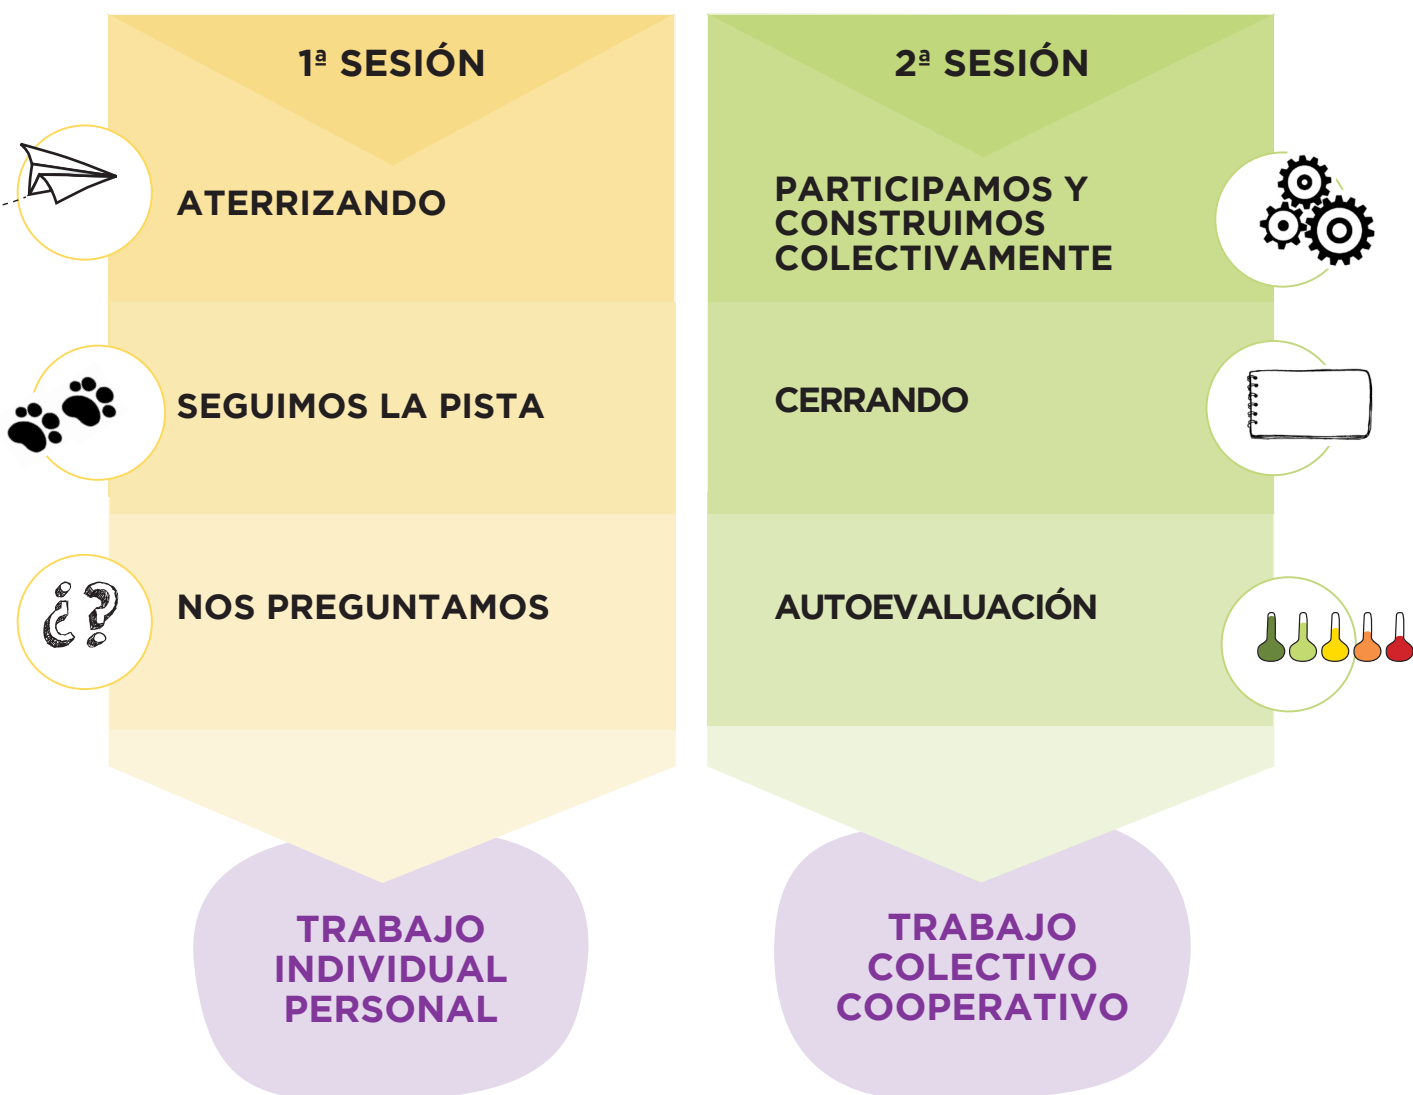 1ª SESIÓN
ATERRIZANDO
SEGUIMOS LA PISTA
¿?
NOS PREGUNTAMOS
TRABAJO
INDIVIDUAL
PERSONAL
2ª SESIÓN
PARTICIPAMOS Y
CONSTRUIMOS
COLECTIVAMENTE
CERRANDO
AUTOEVALUACIÓN
TRABAJO
COLECTIVO
COOPERATIVO